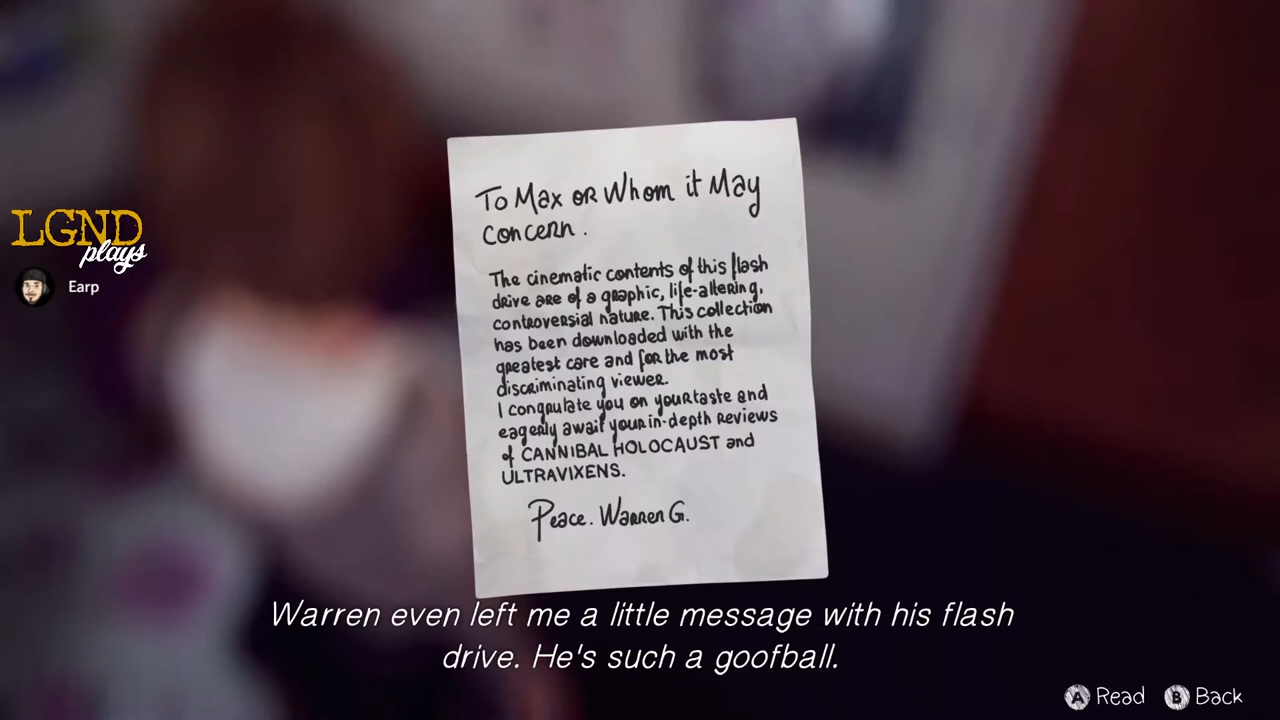 LGND
plays
Earp
To Max or Whom it May
Concern.
The cinematic contents of this flash
drive are of a graphic, life-altering,
controversial nature. This collection
has been downloaded with the
greatest care and for the most
discriminating viewer.
I congrulate you on your taste and
eagerly await your in-depth reviews
of CANNIBAL HOLOCAUST and
ULTRAVIXENS.
Peace. Warren G.
Warren even left me a little message with his flash
drive. He's such a goofball.
A Read B Back